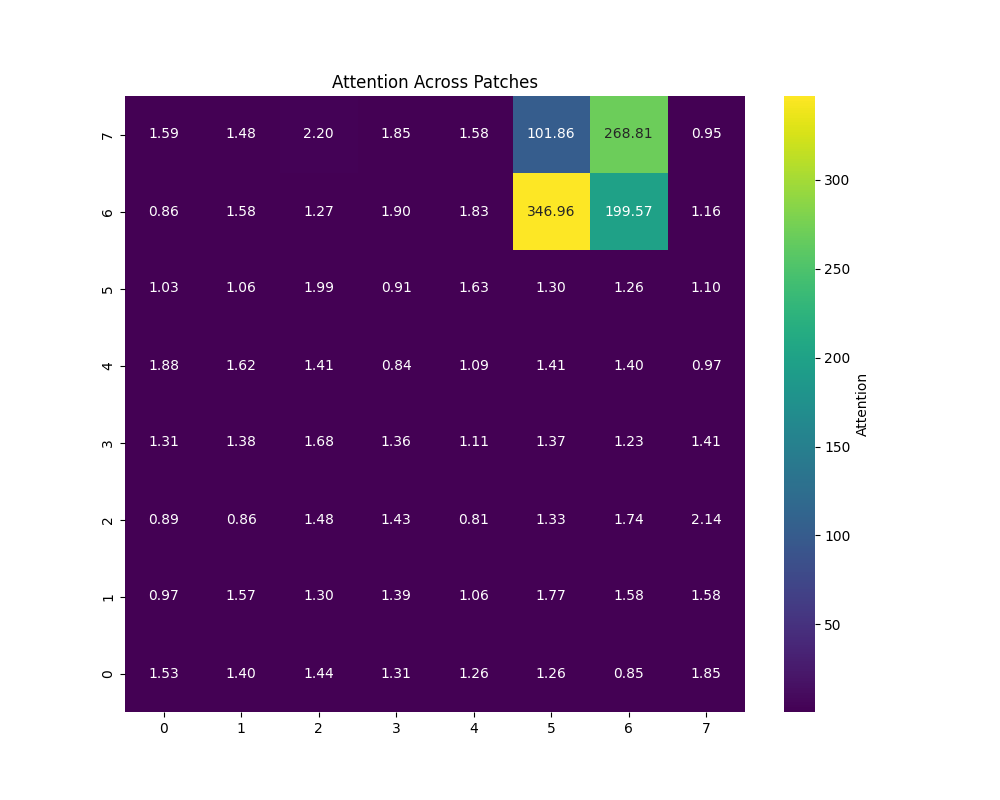 Attention Across Patches
7 1.59 1.48 2.20 1.85 1.58 101.86 268.81 0.95
6 0.86 1.58 1.27 1.90 1.83 346.96 199.57 1.16
5 1.03 1.06 1.99 0.91 1.63 1.30 1.26 1.10
4 1.88 1.62 1.41 0.84 1.09 1.41 1.40 0.97
3 1.31 1.38 1.68 1.36 1.11 1.37 1.23 1.41
2 0.89 0.86 1.48 1.43 0.81 1.33 1.74 2.14
1 0.97 1.57 1.30 1.39 1.06 1.77 1.58 1.58
0 1.53 1.40 1.44 1.31 1.26 1.26 0.85 1.85
0 1 2 3 4 5 6 7
300
250
200
150
100
50
Attention